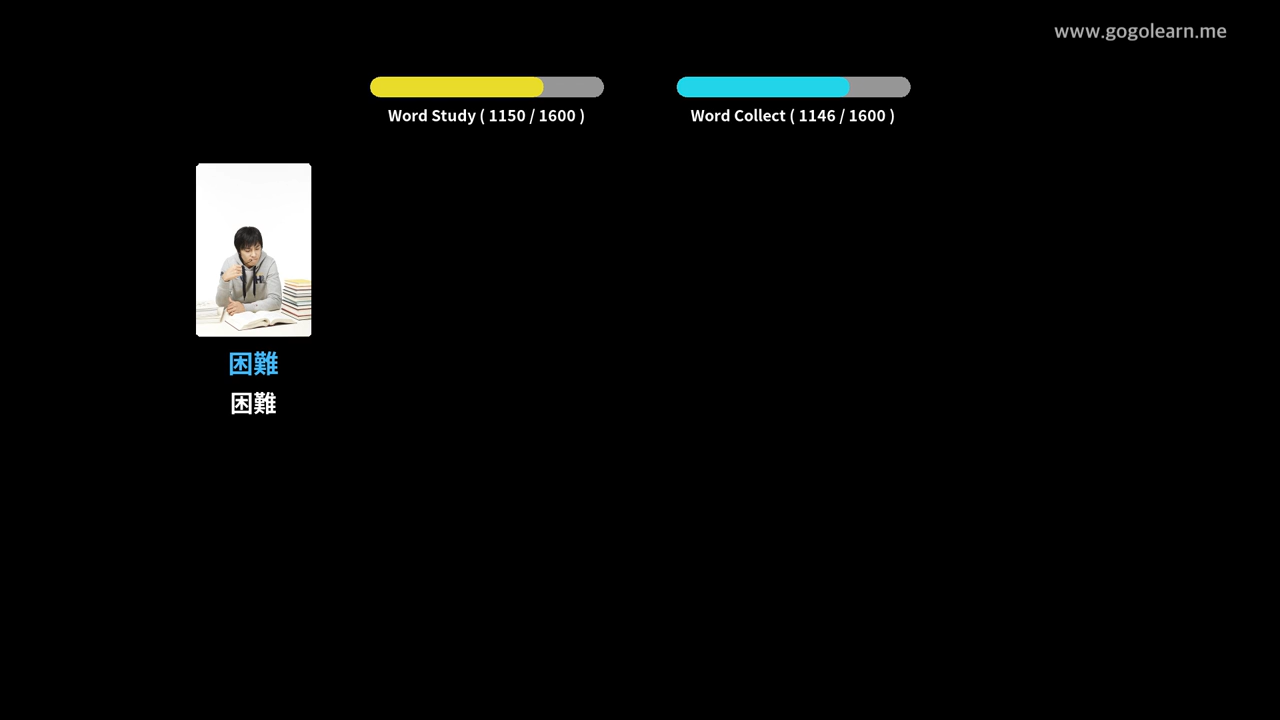 www.gogolearn.me
Word Study ( 1150 / 1600 )
Word Collect ( 1146 / 1600 )
困難
困難